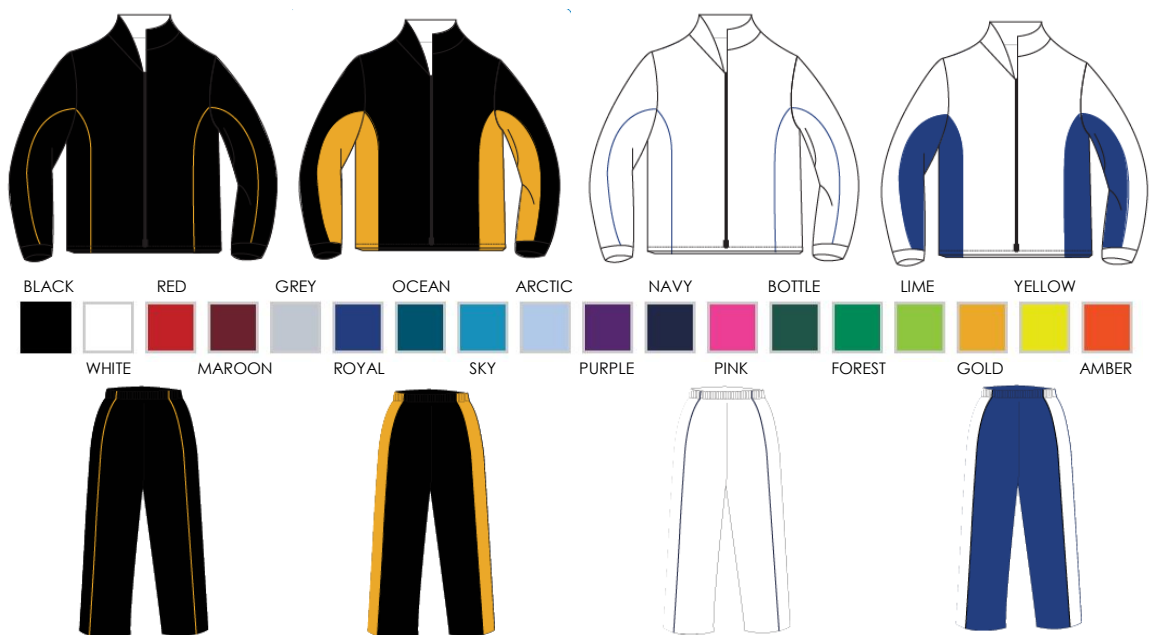 BLACK RED GREY OCEAN ARCTIC NAVY BOTTLE LIME YELLOW
WHITE MAROON ROYAL SKY PURPLE PINK FOREST GOLD AMBER